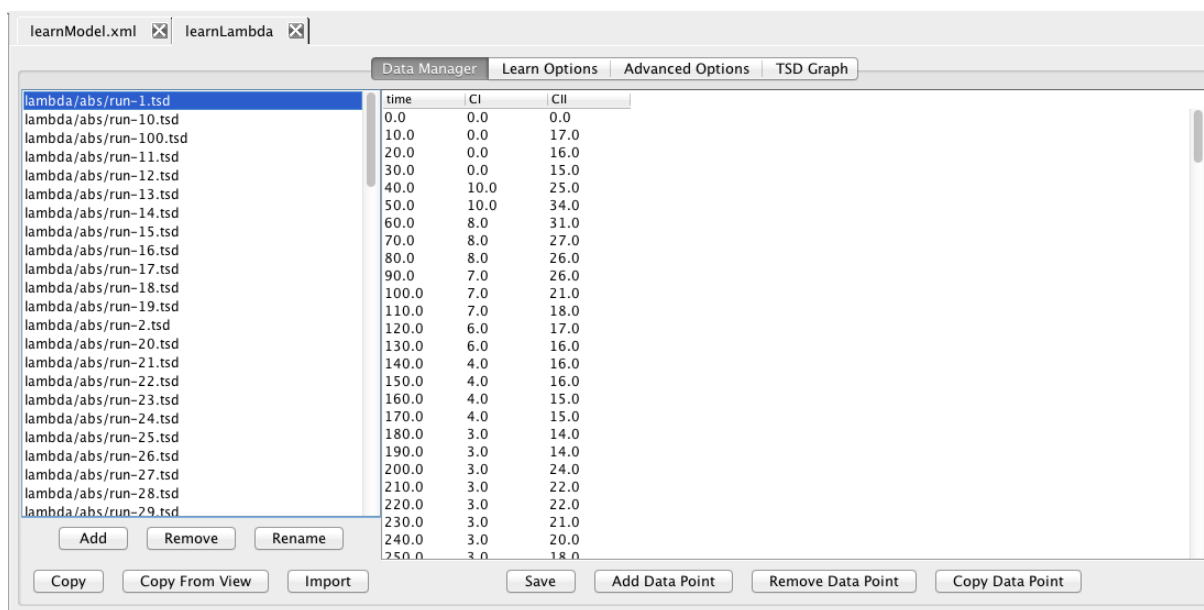 learnModel.xml learnLambda
Data Manager Learn Options Advanced Options TSD Graph
lambda/abs/run-1.tsd
lambda/abs/run-10.tsd
lambda/abs/run-100.tsd
lambda/abs/run-11.tsd
lambda/abs/run-12.tsd
lambda/abs/run-13.tsd
lambda/abs/run-14.tsd
lambda/abs/run-15.tsd
lambda/abs/run-16.tsd
lambda/abs/run-17.tsd
lambda/abs/run-18.tsd
lambda/abs/run-19.tsd
lambda/abs/run-2.tsd
lambda/abs/run-20.tsd
lambda/abs/run-21.tsd
lambda/abs/run-22.tsd
lambda/abs/run-23.tsd
lambda/abs/run-24.tsd
lambda/abs/run-25.tsd
lambda/abs/run-26.tsd
lambda/abs/run-27.tsd
lambda/abs/run-28.tsd
lambda/abs/run-29.tsd
Add Remove Rename
Copy Copy From View Import
time CI CII
0.0 0.0 0.0
10.0 0.0 17.0
20.0 0.0 16.0
30.0 0.0 15.0
40.0 10.0 25.0
50.0 10.0 34.0
60.0 8.0 31.0
70.0 8.0 27.0
80.0 8.0 26.0
90.0 7.0 26.0
100.0 7.0 21.0
110.0 7.0 18.0
120.0 6.0 17.0
130.0 6.0 16.0
140.0 4.0 16.0
150.0 4.0 16.0
160.0 4.0 15.0
170.0 4.0 15.0
180.0 3.0 14.0
190.0 3.0 14.0
200.0 3.0 24.0
210.0 3.0 22.0
220.0 3.0 22.0
230.0 3.0 21.0
240.0 3.0 20.0
250.0 3.0 18.0
Save Add Data Point Remove Data Point Copy Data Point